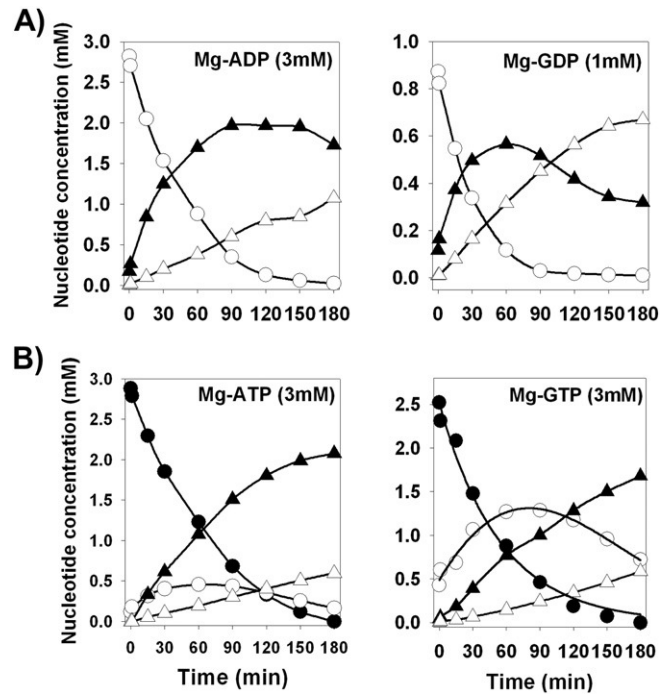 A)
Nucleotide concentration (mM)
3.0
2.5
2.0
1.5
1.0
0.5
0.0
Mg-ADP (3mM)
0 30 60 90 120 150 180
1.0
0.8
0.6
0.4
0.2
0.0
Mg-GDP (1mM)
0 30 60 90 120 150 180
B)
Nucleotide concentration (mM)
3.0
2.5
2.0
1.5
1.0
0.5
0.0
Mg-ATP (3mM)
0 30 60 90 120 150 180
Time (min)
2.5
2.0
1.5
1.0
0.5
0.0
Mg-GTP (3mM)
0 30 60 90 120 150 180
Time (min)